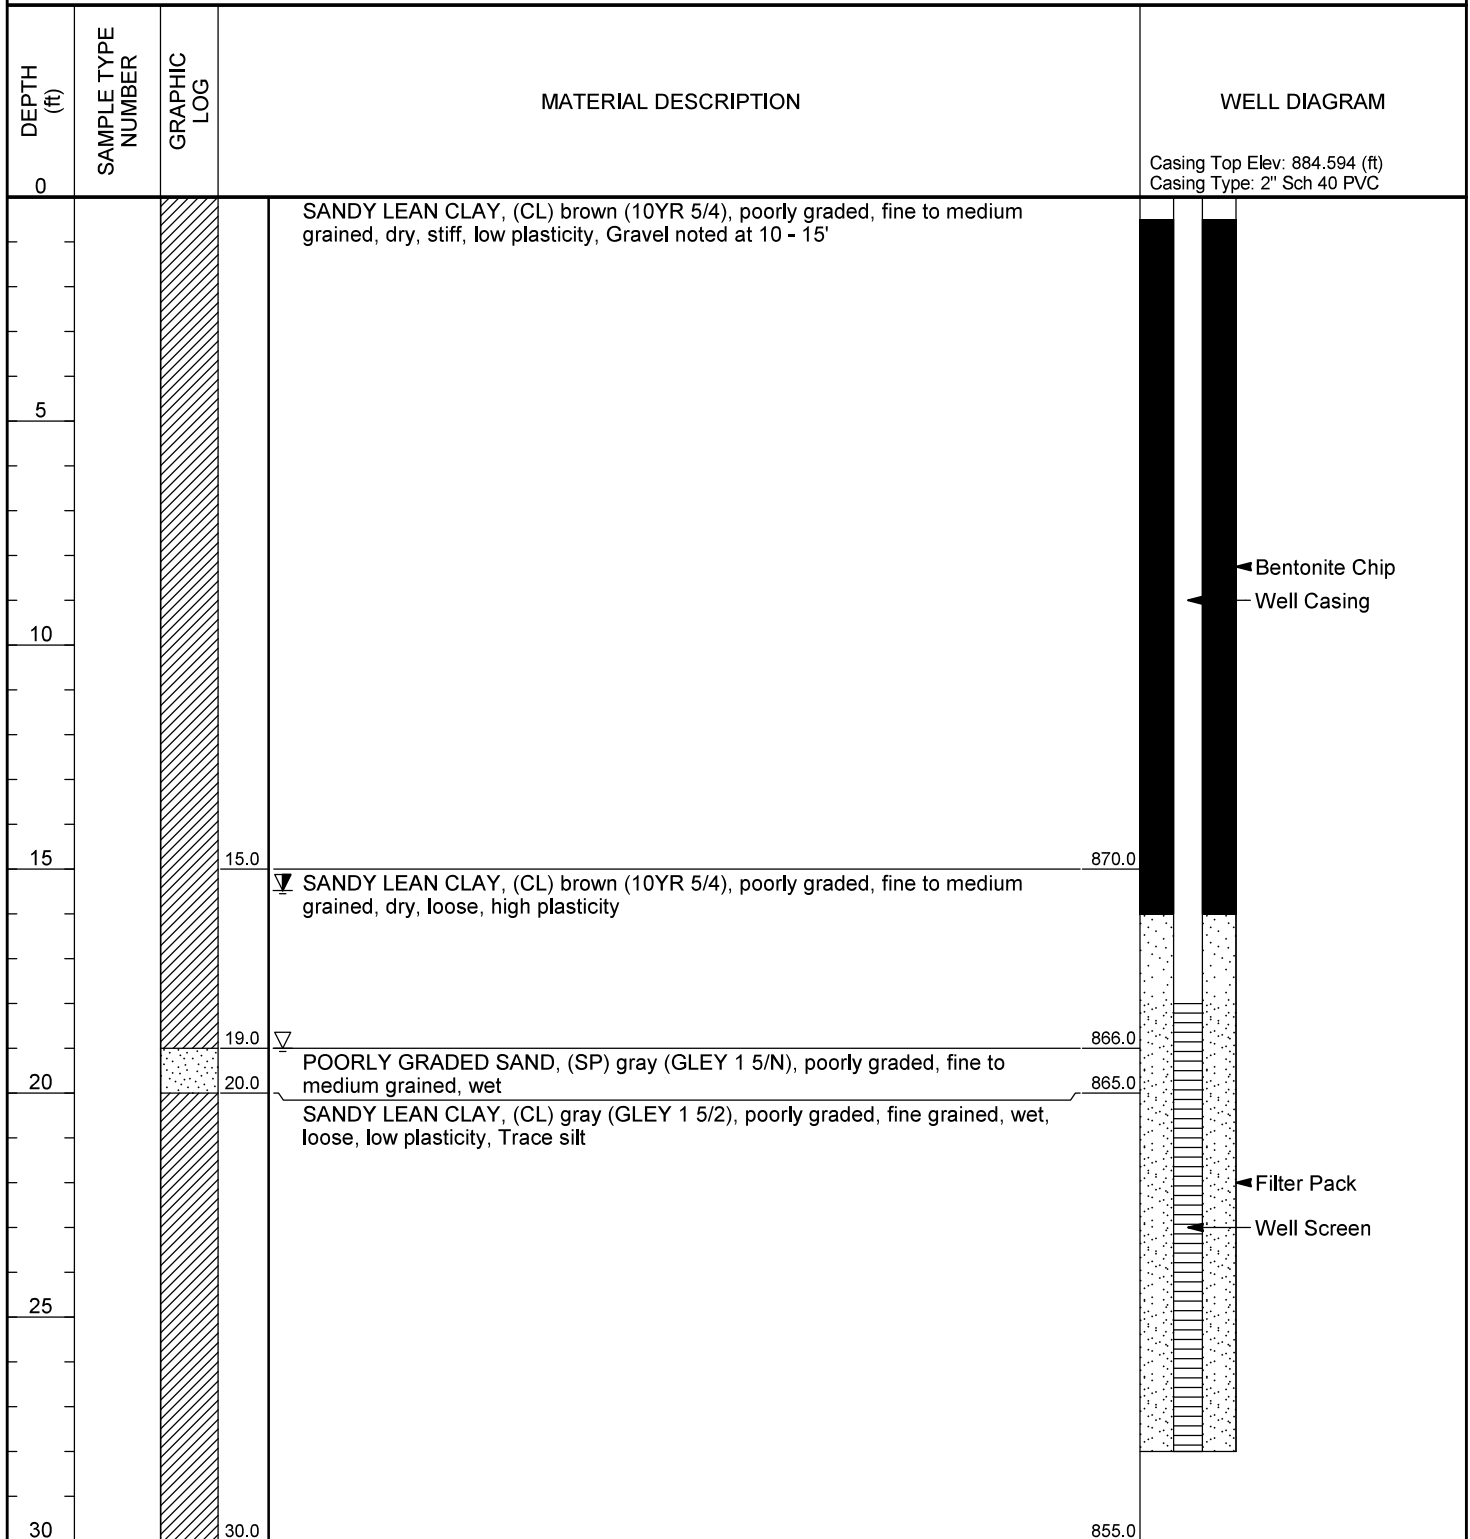 DEPTH
(ft)
SAMPLE TYPE
NUMBER
GRAPHIC
LOG
MATERIAL DESCRIPTION
WELL DIAGRAM
Casing Top Elev: 884.594 (ft)
Casing Type: 2" Sch 40 PVC
0
SANDY LEAN CLAY, (CL) brown (10YR 5/4), poorly graded, fine to medium
grained, dry, stiff, low plasticity, Gravel noted at 10 - 15'
5
Bentonite Chip
Well Casing
10
15
15.0
870.0
SANDY LEAN CLAY, (CL) brown (10YR 5/4), poorly graded, fine to medium
grained, dry, loose, high plasticity
19.0
866.0
POORLY GRADED SAND, (SP) gray (GLEY 1 5/N), poorly graded, fine to
medium grained, wet
20
20.0
865.0
SANDY LEAN CLAY, (CL) gray (GLEY 1 5/2), poorly graded, fine grained, wet,
loose, low plasticity, Trace silt
Filter Pack
Well Screen
25
30
30.0
855.0